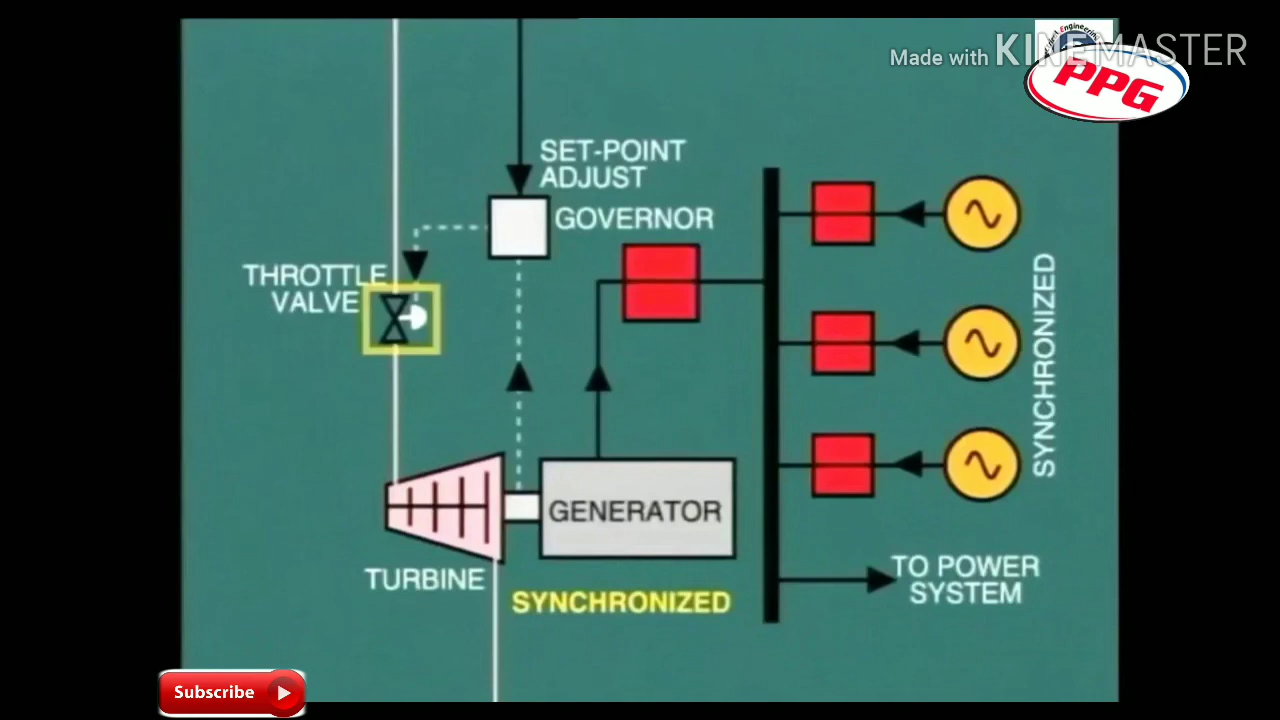 Made with KINEMASTER
PPG
SET-POINT
ADJUST
GOVERNOR
THROTTLE
VALVE
SYNCHRONIZED
GENERATOR
TURBINE
SYNCHRONIZED
TO POWER
SYSTEM
Subscribe